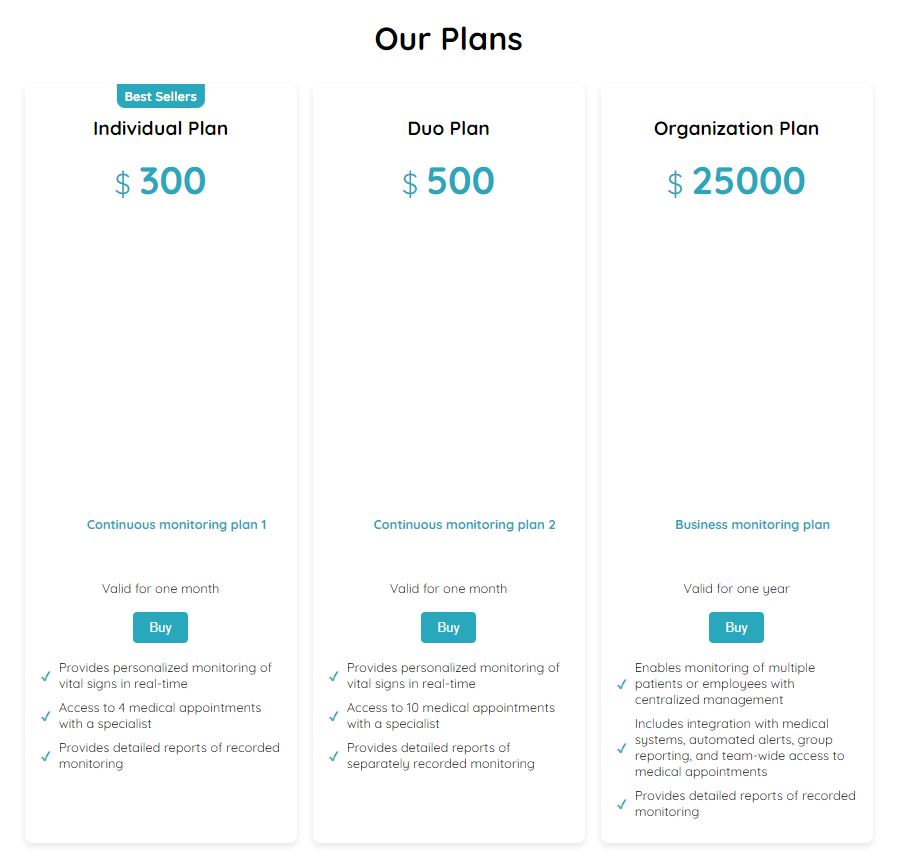 Our Plans
Best Sellers
Individual Plan
$ 300
Continuous monitoring plan 1
Valid for one month
Buy
✓ Provides personalized monitoring of
vital signs in real-time
✓ Access to 4 medical appointments
with a specialist
✓ Provides detailed reports of recorded
monitoring
Duo Plan
$ 500
Continuous monitoring plan 2
Valid for one month
Buy
✓ Provides personalized monitoring of
vital signs in real-time
✓ Access to 10 medical appointments
with a specialist
✓ Provides detailed reports of
separately recorded monitoring
Organization Plan
$ 25000
Business monitoring plan
Valid for one year
Buy
✓ Enables monitoring of multiple
patients or employees with
centralized management
✓ Includes integration with medical
systems, automated alerts, group
reporting, and team-wide access to
medical appointments
✓ Provides detailed reports of recorded
monitoring